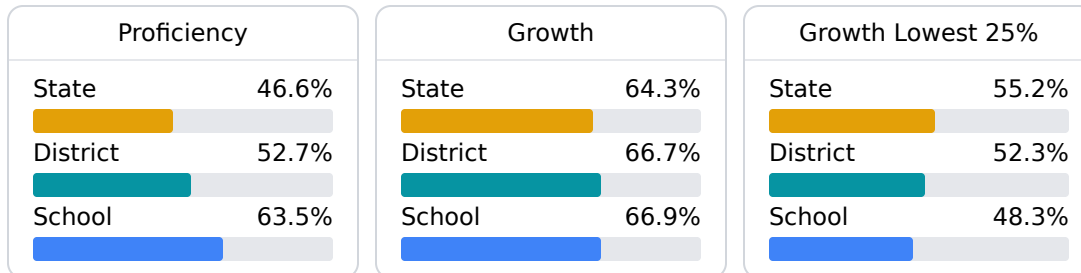 Proficiency
State 46.6%
District 52.7%
School 63.5%
Growth
State 64.3%
District 66.7%
School 66.9%
Growth Lowest 25%
State 55.2%
District 52.3%
School 48.3%